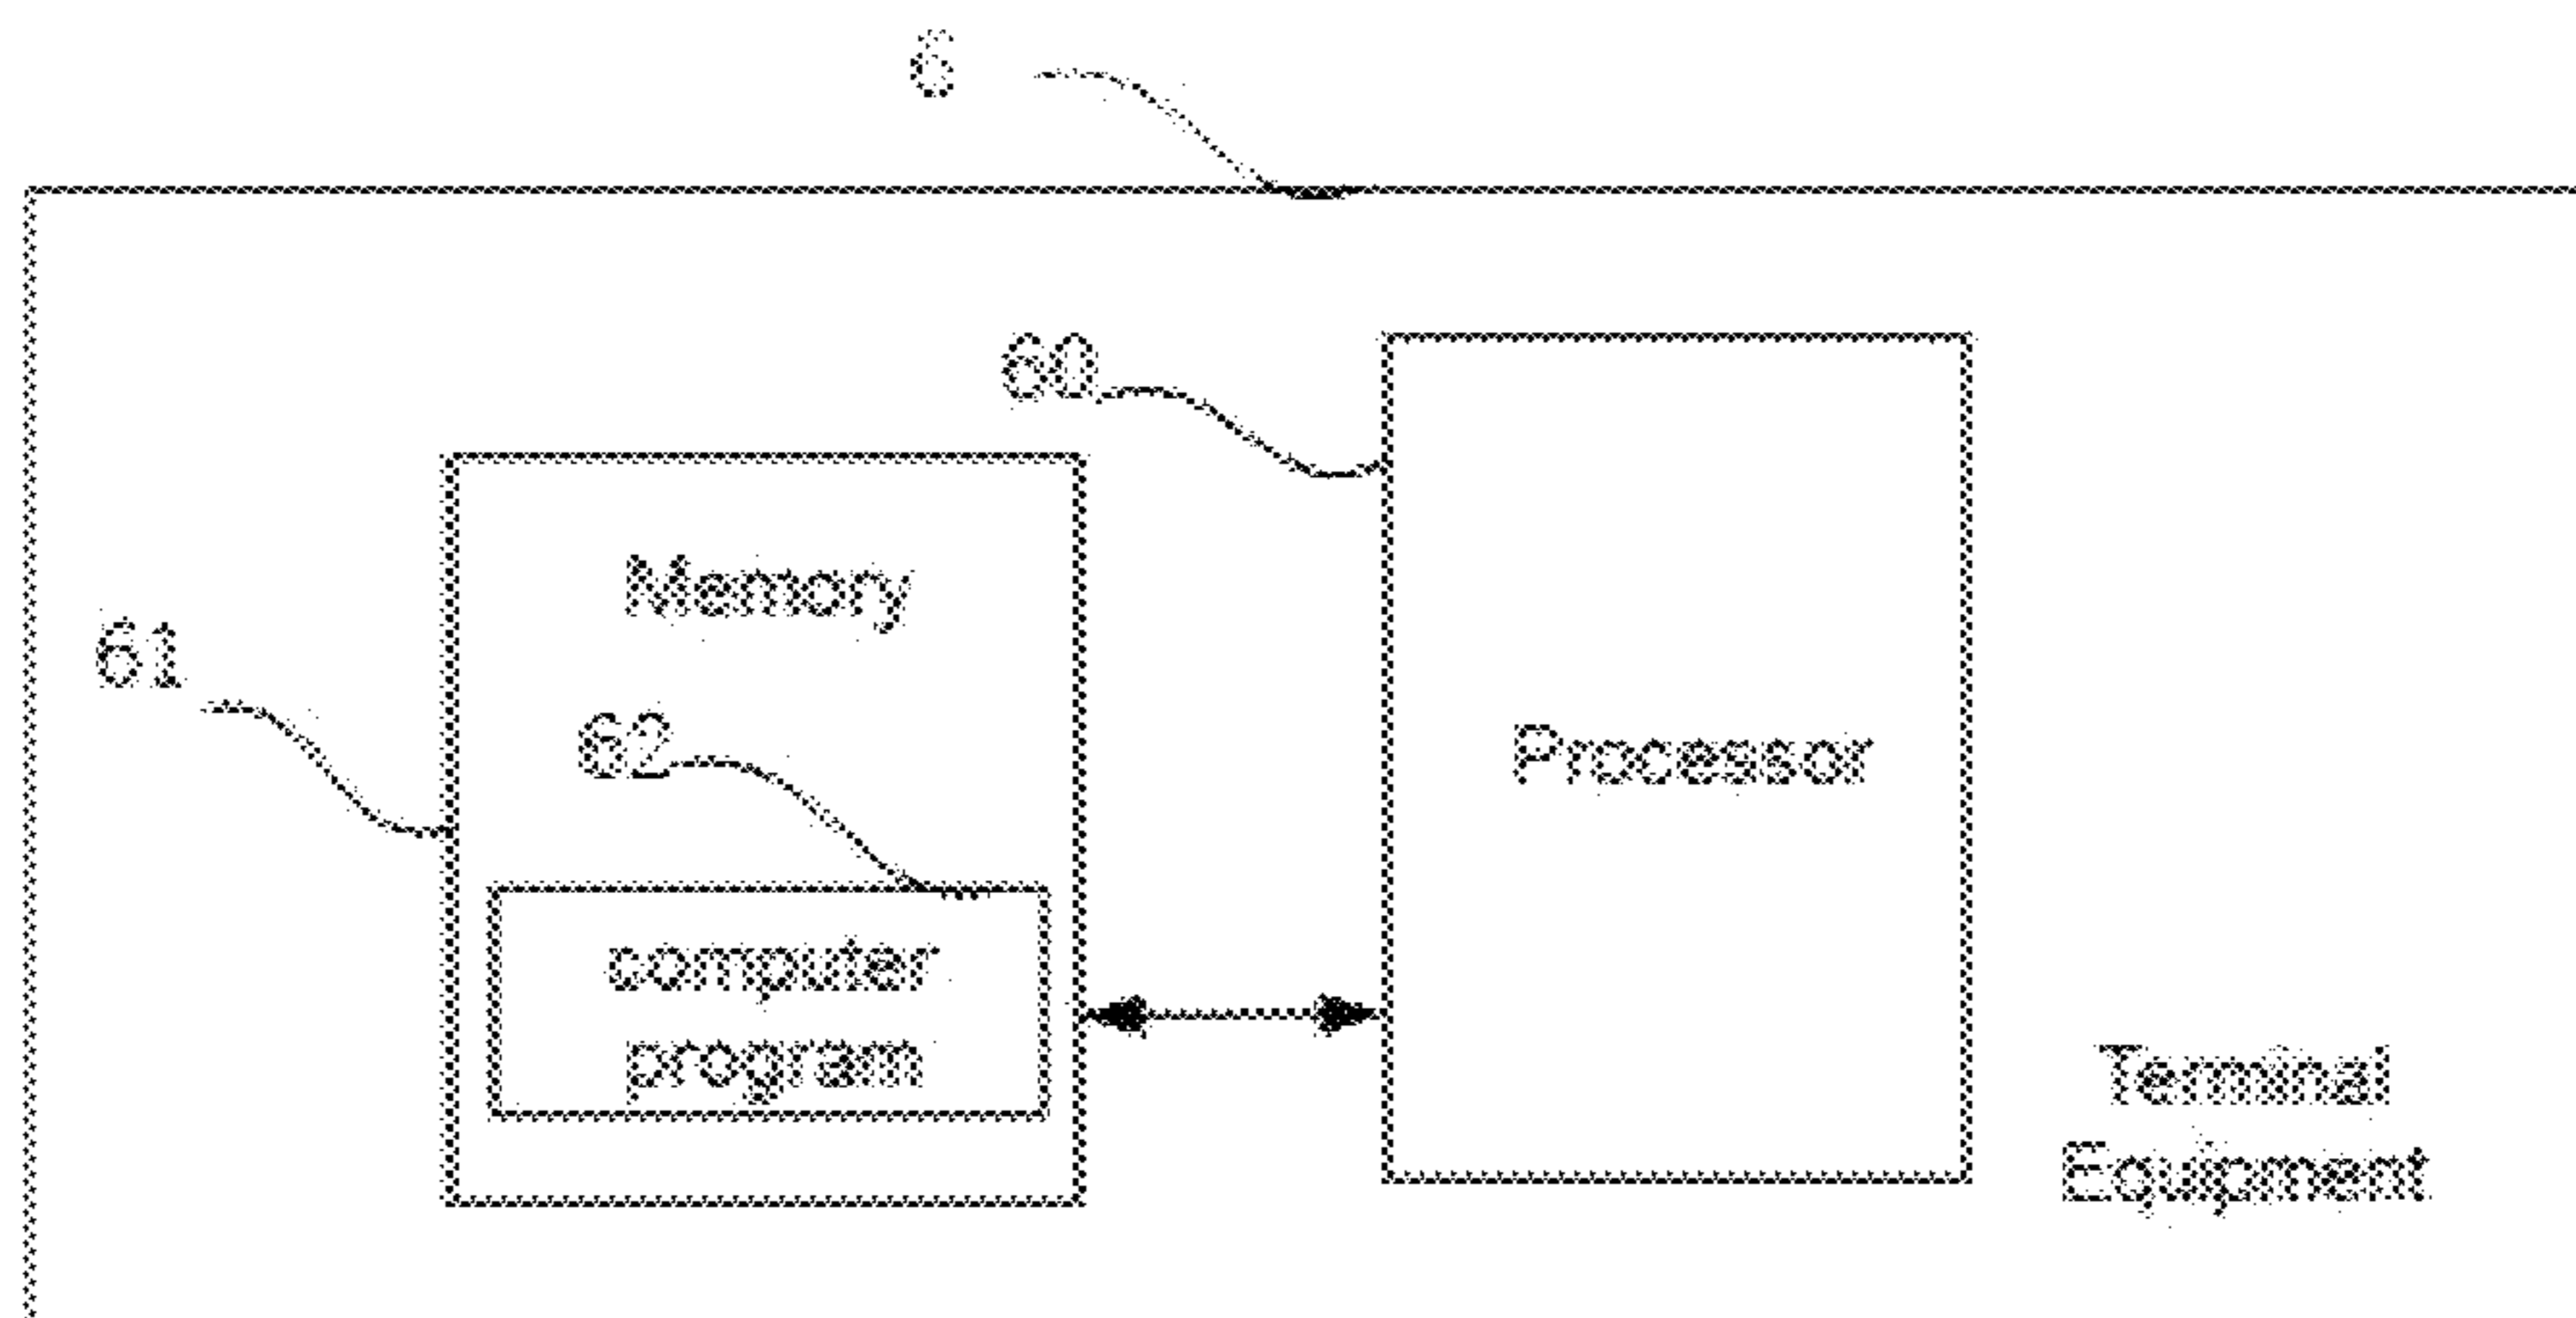 6
60
Memory
61
62
Processor
computer
program
Terminal
Equipment